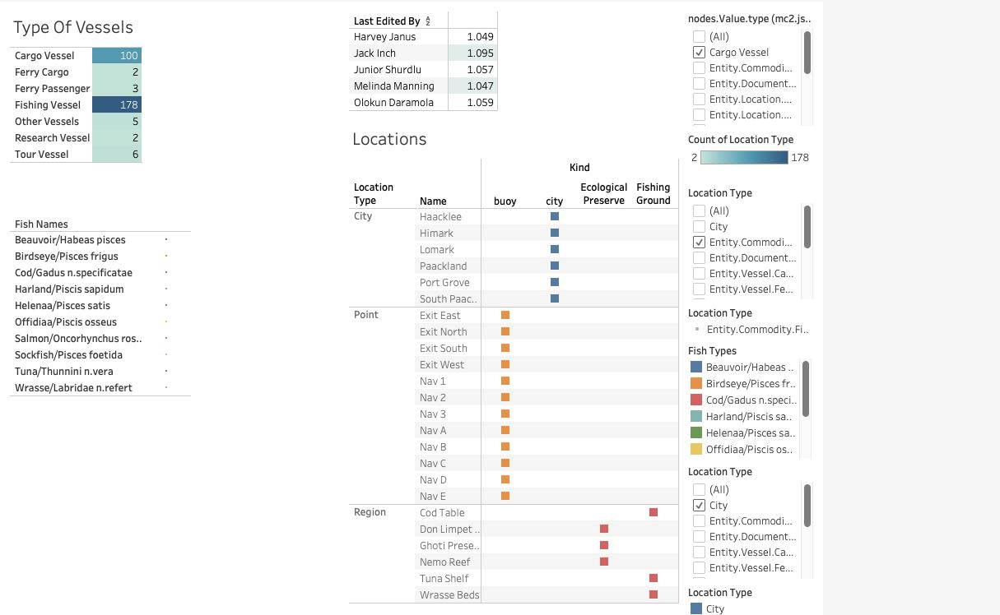 Type Of Vessels
Cargo Vessel 100
Ferry Cargo 2
Ferry Passenger 3
Fishing Vessel 178
Other Vessels 5
Research Vessel 2
Tour Vessel 6
Fish Names
Beauvoir/Habeas pisces
Birdseye/Pisces frigus
Cod/Gadus n.specificatae
Harland/Piscis sapidum
Helenaa/Pisces satis
Offidiaa/Piscis osseus
Salmon/Oncorhynchus ros..
Sockfish/Pisces foetida
Tuna/Thunnini n.vera
Wrasse/Labridae n.refert
Last Edited By
Harvey Janus 1.049
Jack Inch 1.095
Junior Shurdlu 1.057
Melinda Manning 1.047
Olokun Daramola 1.059
Locations
Kind
Location Type Name buoy city Ecological Preserve Fishing Ground
City Haacklee
Himark
Lomark
Paackland
Port Grove
South Paac..
Point Exit East
Exit North
Exit South
Exit West
Nav 1
Nav 2
Nav 3
Nav A
Nav B
Nav C
Nav D
Nav E
Region Cod Table
Don Limpet ..
Ghoti Prese..
Nemo Reef
Tuna Shelf
Wrasse Beds
nodes.Value.type (mc2.js..
(All)
Cargo Vessel
Entity.Commodi...
Entity.Document...
Entity.Location....
Entity.Location....
Count of Location Type
2 178
Location Type
(All)
City
Entity.Commodi...
Entity.Document...
Entity.Vessel.Ca...
Entity.Vessel.Fe...
Location Type
Entity.Commodity.Fi..
Fish Types
Beauvoir/Habeas ..
Birdseye/Pisces fr..
Cod/Gadus n.speci..
Harland/Piscis sa..
Helenaa/Pisces sa..
Offidiaa/Piscis os..
Location Type
(All)
City
Entity.Commodi...
Entity.Document...
Entity.Vessel.Ca...
Entity.Vessel.Fe...
Location Type
City